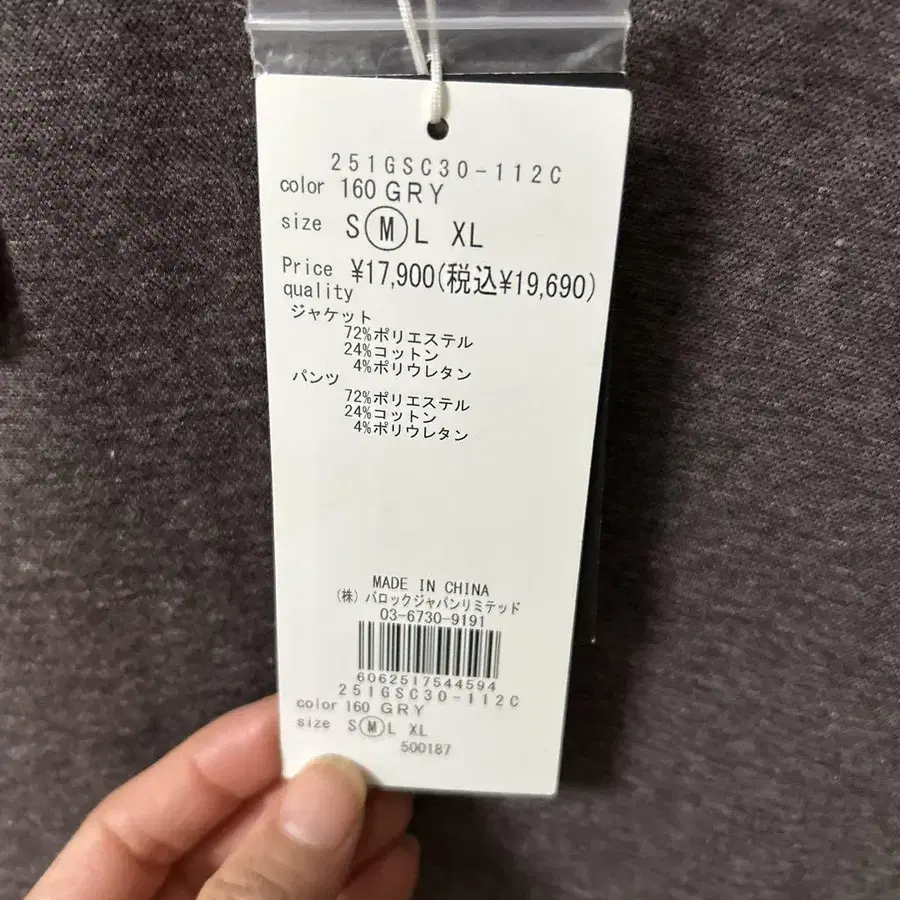 251GSC30-112C
color 160 GRY
size S M L XL
Price ¥17,900(税込¥19,690)
quality
ジャケット
72%ポリエステル
24%コットン
4%ポリウレタン
パンツ
72%ポリエステル
24%コットン
4%ポリウレタン
MADE IN CHINA
(株)バロックジャパンリミテッド
03-6730-9191
6062517544594
251GSC30-112C
color 160 GRY
size S M L XL
500187